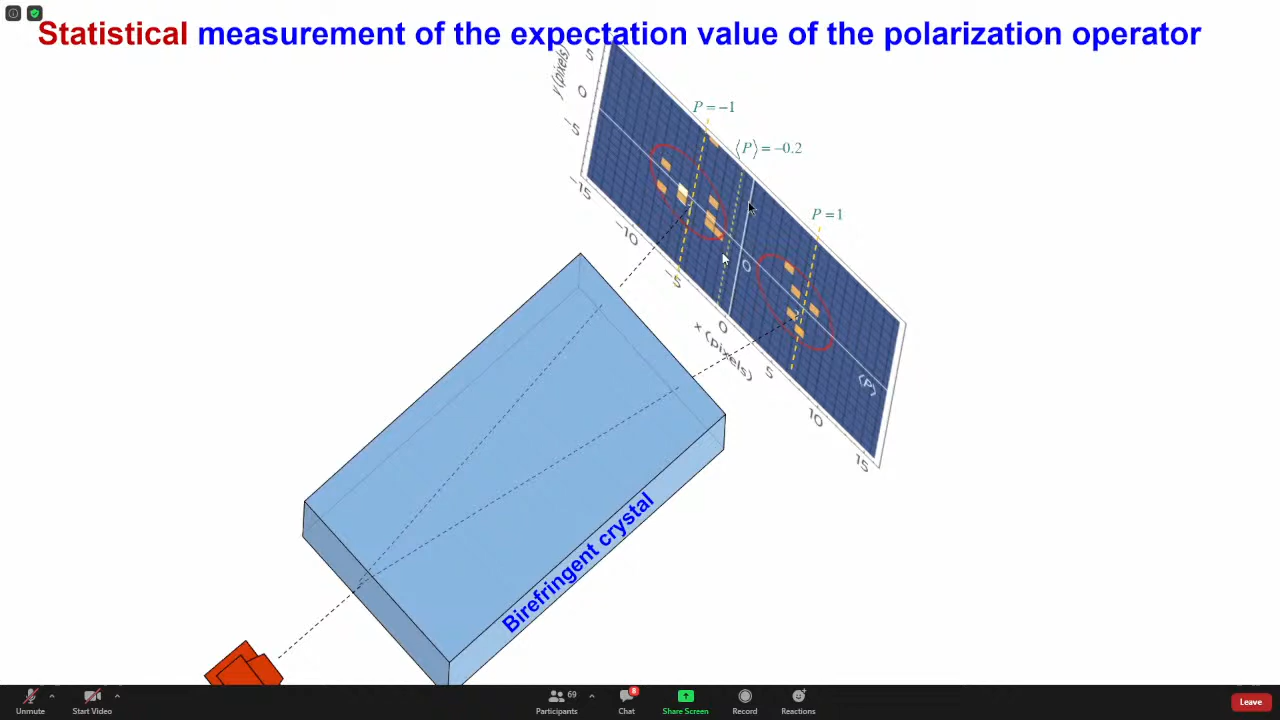 Statistical measurement of the expectation value of the polarization operator
y (pixels)
5
0
-5
P = -1
⟨P⟩ = -0.2
P = 1
-15
-10
-5
0
5
10
15
x (pixels)
0
⟨P⟩
Birefringent crystal
Unmute
Start Video
69
Participants
8
Chat
Share Screen
Record
Reactions
Leave